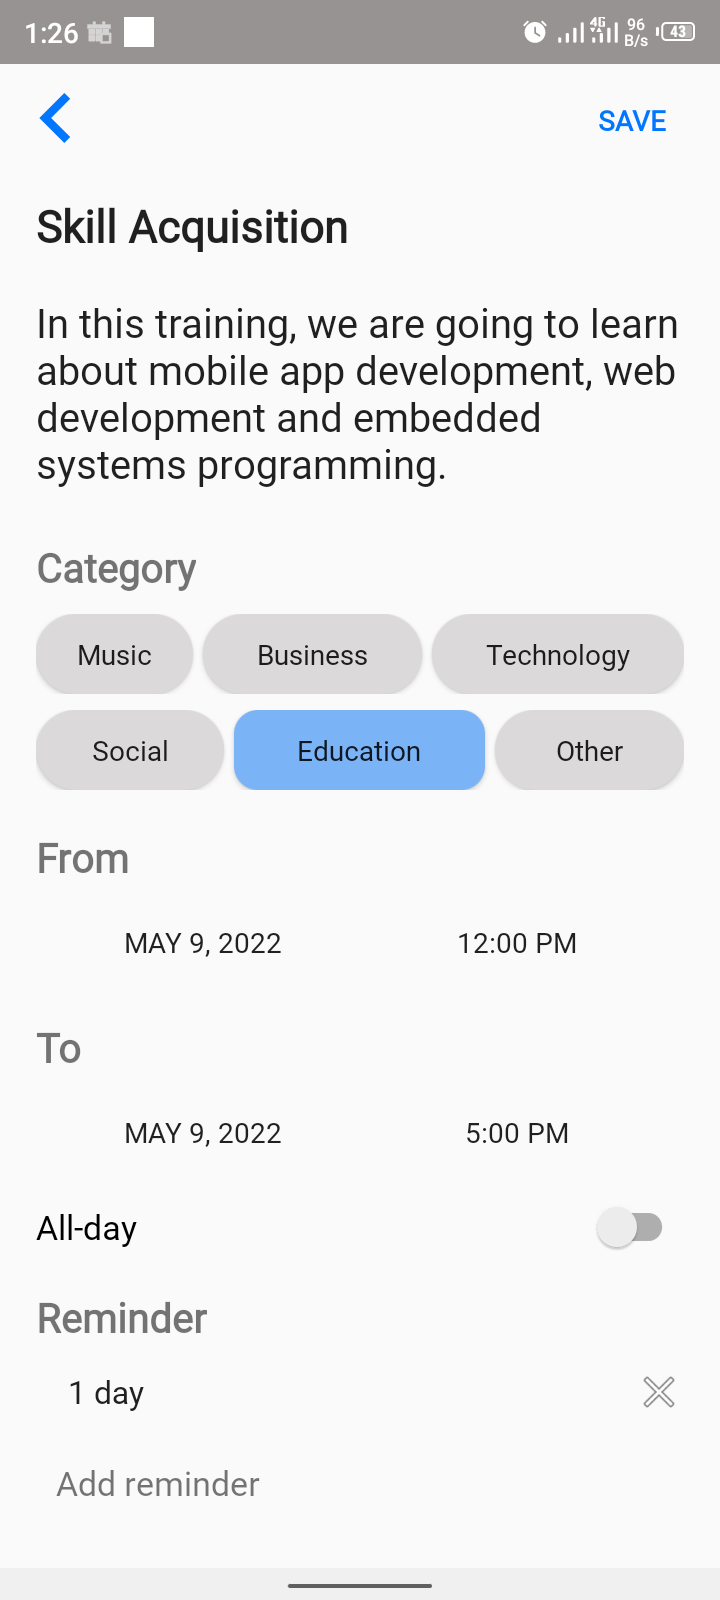 1:26 4G 96 B/s 43
SAVE
Skill Acquisition
In this training, we are going to learn
about mobile app development, web
development and embedded
systems programming.
Category
Music Business Technology
Social Education Other
From
MAY 9, 2022 12:00 PM
To
MAY 9, 2022 5:00 PM
All-day
Reminder
1 day
Add reminder